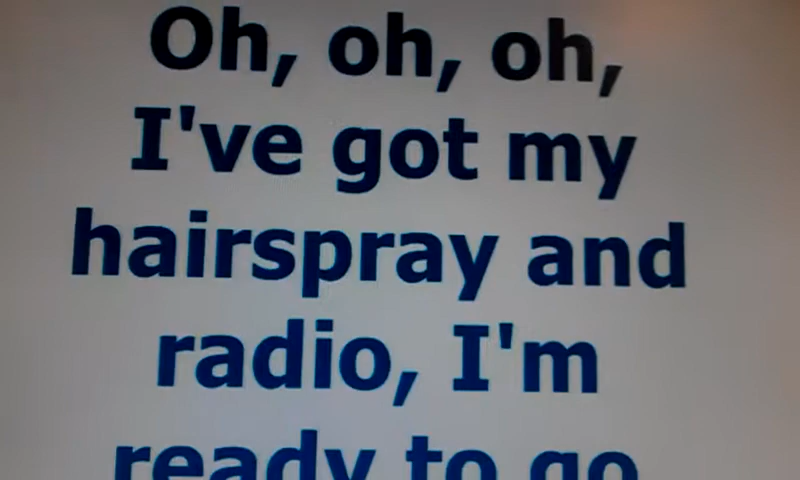 Oh, oh, oh,
I've got my
hairspray and
radio, I'm
ready to go